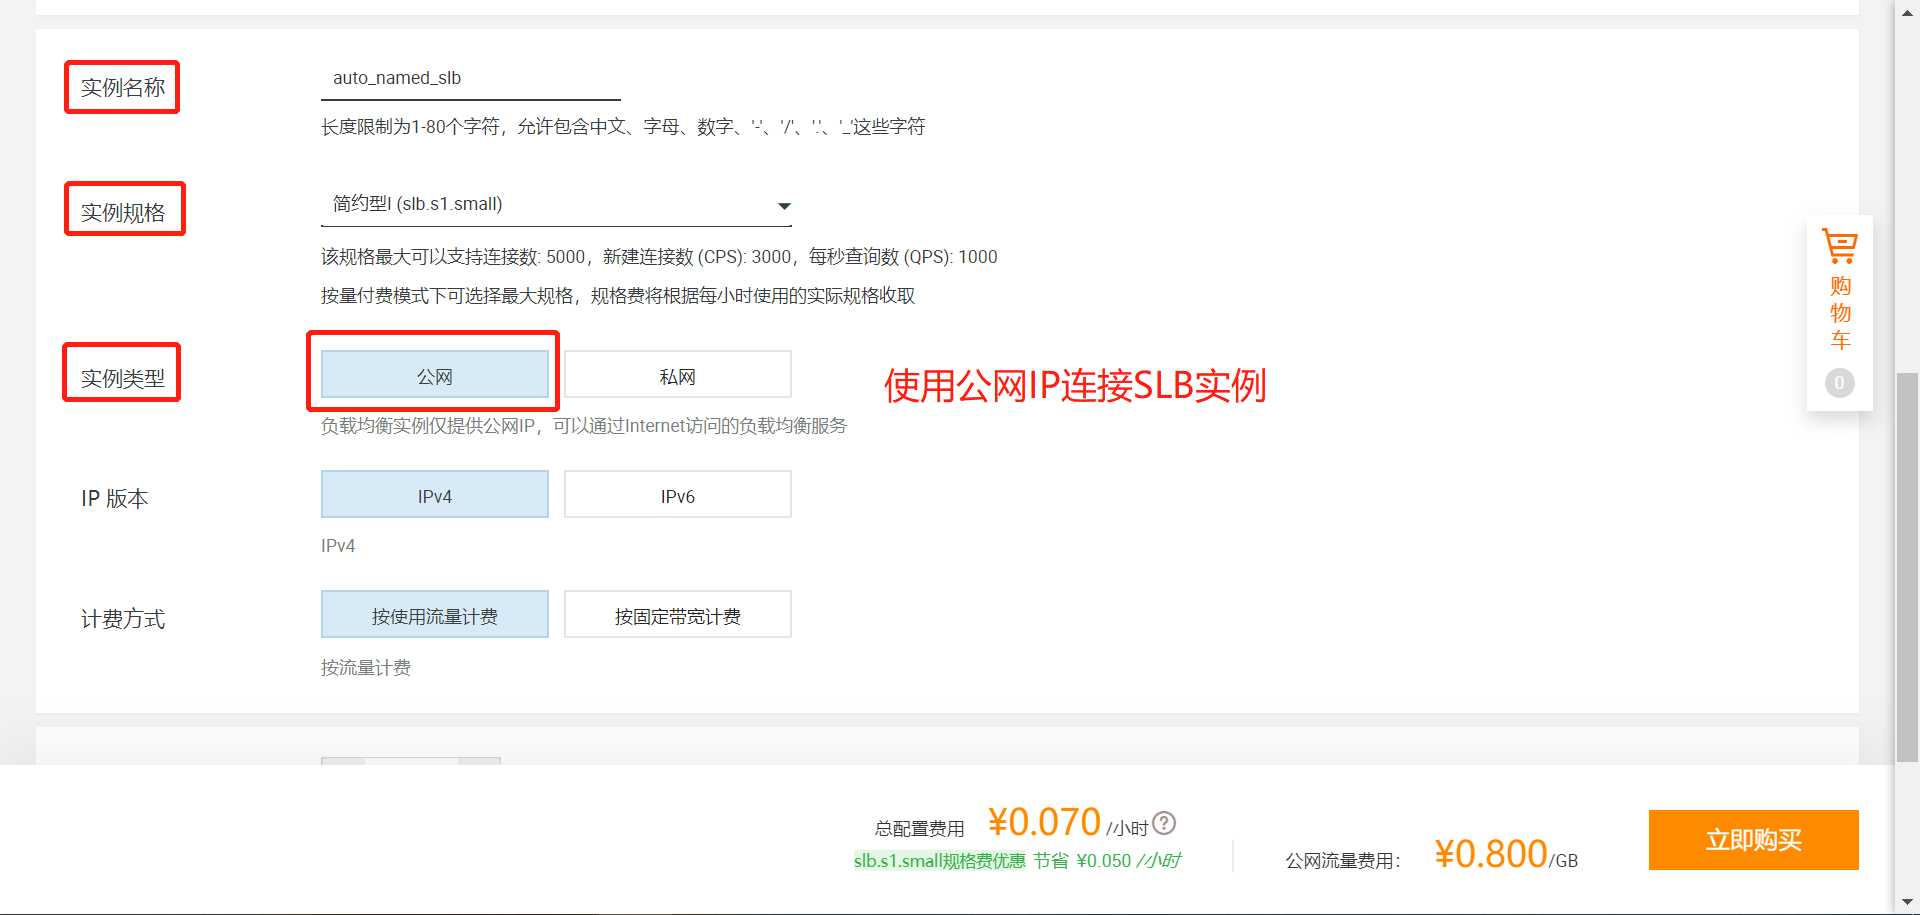 实例名称
auto_named_slb
长度限制为1-80个字符，允许包含中文、字母、数字、'-'、'/'、'.'、'_'这些字符
实例规格
简约型I (slb.s1.small)
该规格最大可以支持连接数: 5000，新建连接数 (CPS): 3000，每秒查询数 (QPS): 1000
按量付费模式下可选择最大规格，规格费将根据每小时使用的实际规格收取
实例类型
公网
私网
使用公网IP连接SLB实例
负载均衡实例仅提供公网IP，可以通过Internet访问的负载均衡服务
IP 版本
IPv4
IPv6
IPv4
计费方式
按使用流量计费
按固定带宽计费
按流量计费
购物车
0
总配置费用 ¥0.070 /小时 ?
slb.s1.small规格费优惠 节省 ¥0.050 /小时
公网流量费用： ¥0.800/GB
立即购买